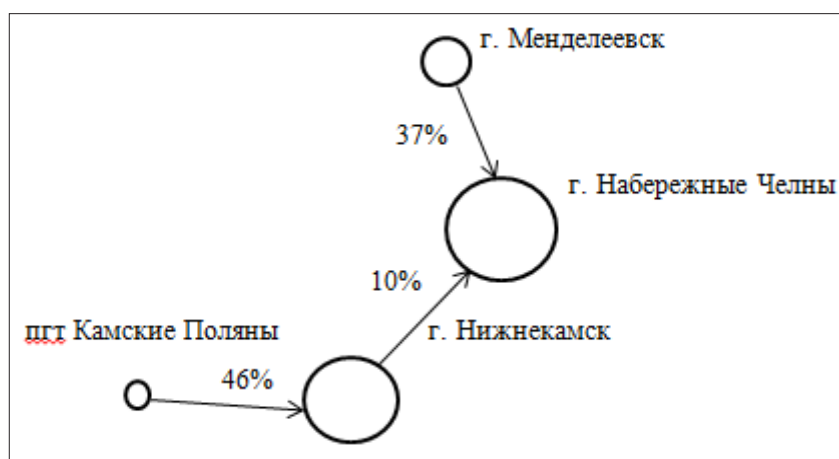 г. Менделеевск
37%
г. Набережные Челны
10%
пгт Камские Поляны
г. Нижнекамск
46%